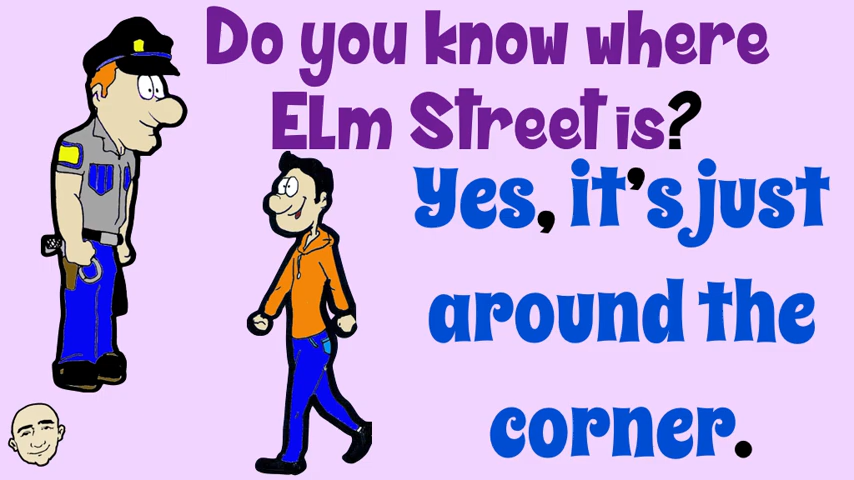 Do you know where
Elm Street is?
Yes, it's just
around the
corner.